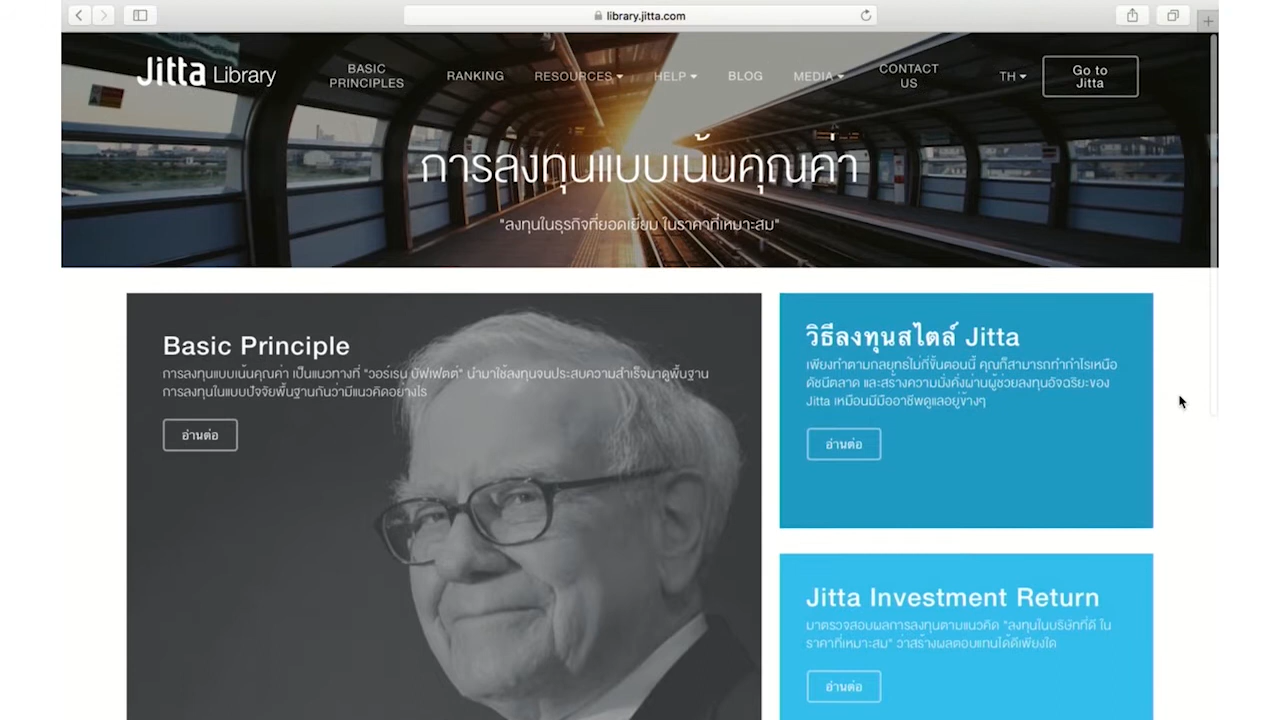 library.jitta.com
Jitta Library
BASIC
PRINCIPLES
RANKING
RESOURCES
HELP
BLOG
MEDIA
CONTACT
US
TH
Go to
Jitta
การลงทุนแบบเน้นคุณค่า
"ลงทุนในธุรกิจที่ยอดเยี่ยม ในราคาที่เหมาะสม"
Basic Principle
การลงทุนแบบเน้นคุณค่า เป็นแนวทางที่ "วอร์เรน บัฟเฟตต์" นำมาใช้ลงทุนจนประสบความสำเร็จมาดูพื้นฐาน
การลงทุนในแบบปัจจัยพื้นฐานกันว่ามีแนวคิดอย่างไร
อ่านต่อ
วิธีลงทุนสไตล์ Jitta
เพียงทำตามกลยุทธ์ไม่กี่ขั้นตอนนี้ คุณก็สามารถทำกำไรเหนือ
ดัชนีตลาด และสร้างความมั่งคั่งผ่านผู้ช่วยลงทุนอัจฉริยะของ
Jitta เหมือนมีมืออาชีพดูแลอยู่ข้างๆ
อ่านต่อ
Jitta Investment Return
มาตรวจสอบผลการลงทุนตามแนวคิด "ลงทุนในบริษัทที่ดี ใน
ราคาที่เหมาะสม" ว่าสร้างผลตอบแทนได้ดีเพียงใด
อ่านต่อ